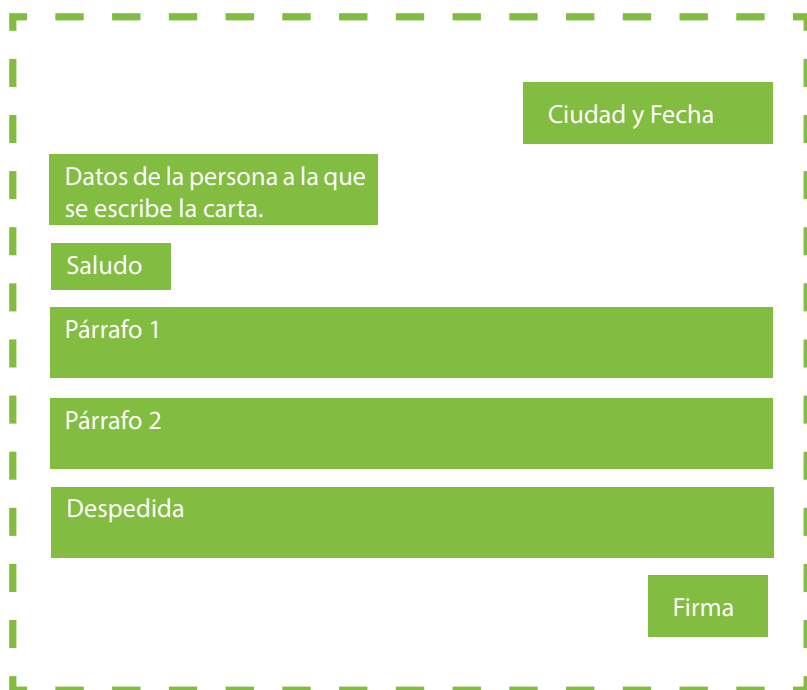 Ciudad y Fecha
Datos de la persona a la que
se escribe la carta.
Saludo
Párrafo 1
Párrafo 2
Despedida
Firma